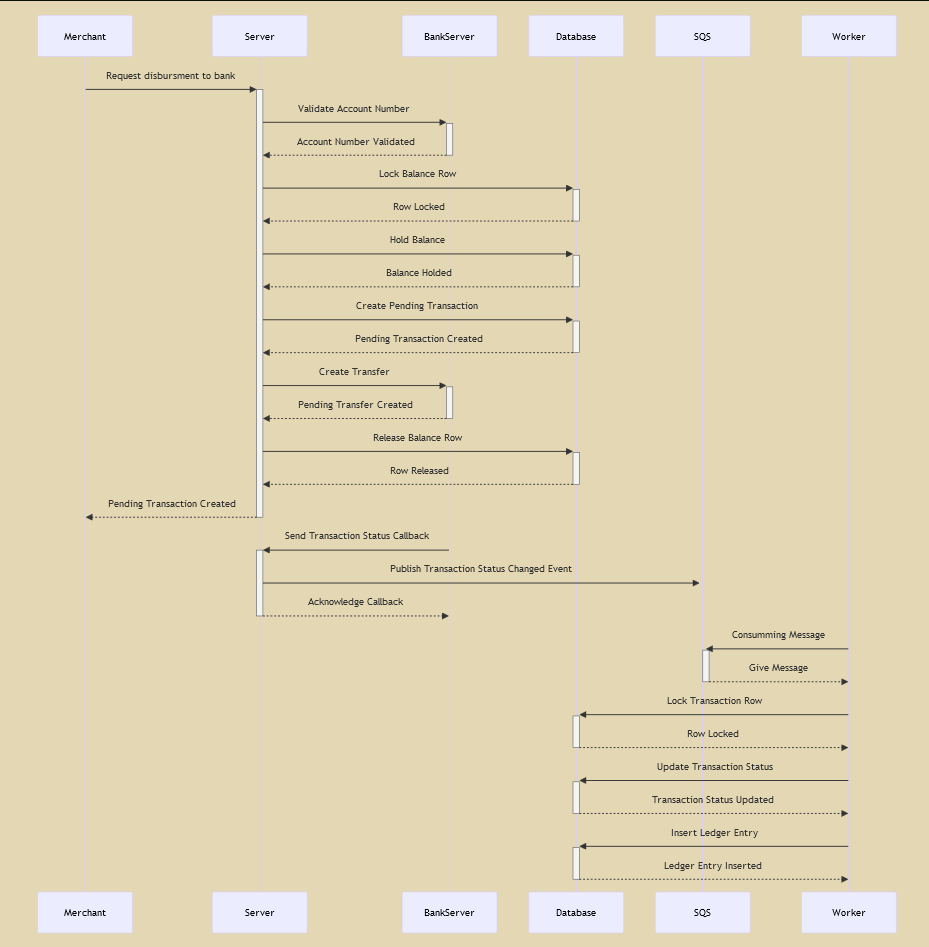 Merchant
Server
BankServer
Database
SQS
Worker
Request disbursment to bank
Validate Account Number
Account Number Validated
Lock Balance Row
Row Locked
Hold Balance
Balance Holded
Create Pending Transaction
Pending Transaction Created
Create Transfer
Pending Transfer Created
Release Balance Row
Row Released
Pending Transaction Created
Send Transaction Status Callback
Publish Transaction Status Changed Event
Acknowledge Callback
Consumming Message
Give Message
Lock Transaction Row
Row Locked
Update Transaction Status
Transaction Status Updated
Insert Ledger Entry
Ledger Entry Inserted
Merchant
Server
BankServer
Database
SQS
Worker